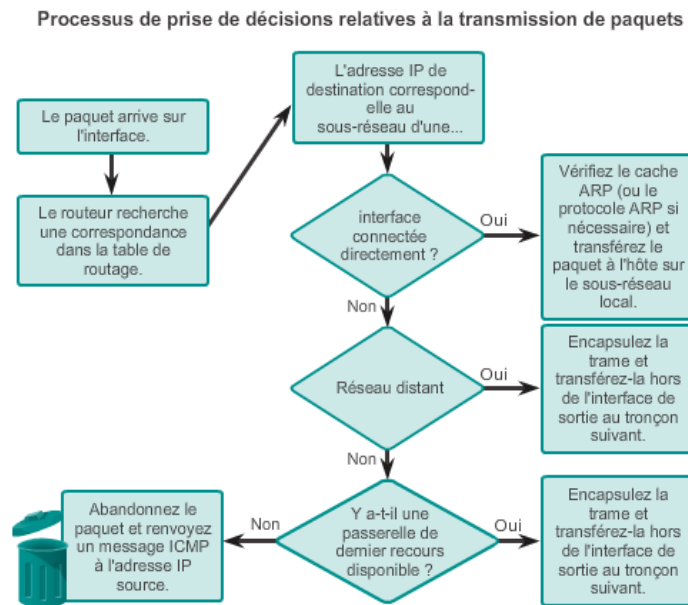 Processus de prise de décisions relatives à la transmission de paquets
Le paquet arrive sur
l'interface.
Le routeur recherche
une correspondance
dans la table de
routage.
L'adresse IP de
destination correspond-
elle au
sous-réseau d'une...
interface
connectée
directement ?
Oui
Vérifiez le cache
ARP (ou le
protocole ARP si
nécessaire) et
transférez le
paquet à l'hôte sur
le sous-réseau
local.
Non
Réseau distant
Oui
Encapsulez la
trame et
transférez-la hors
de l'interface de
sortie au tronçon
suivant.
Non
Y a-t-il une
passerelle de
dernier recours
disponible ?
Oui
Encapsulez la
trame et
transférez-la hors
de l'interface de
sortie au tronçon
suivant.
Non
Abandonnez le
paquet et renvoyez
un message ICMP
à l'adresse IP
source.